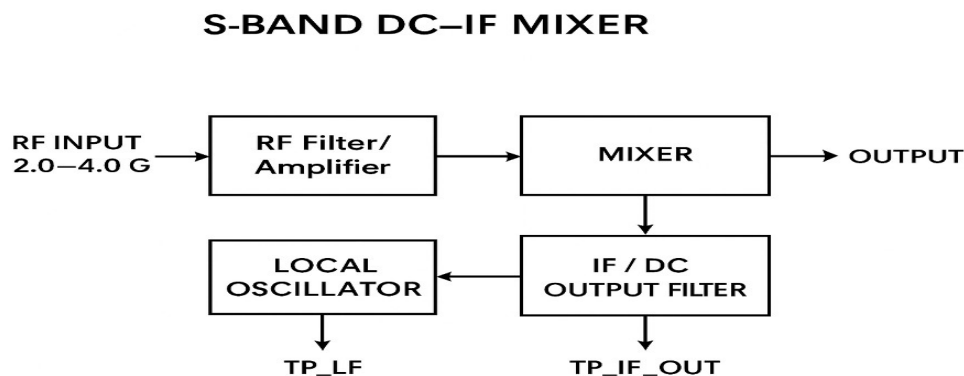 S-BAND DC–IF MIXER
RF INPUT
2.0–4.0 G
RF Filter/
Amplifier
MIXER
OUTPUT
LOCAL
OSCILLATOR
IF / DC
OUTPUT FILTER
TP_LF
TP_IF_OUT